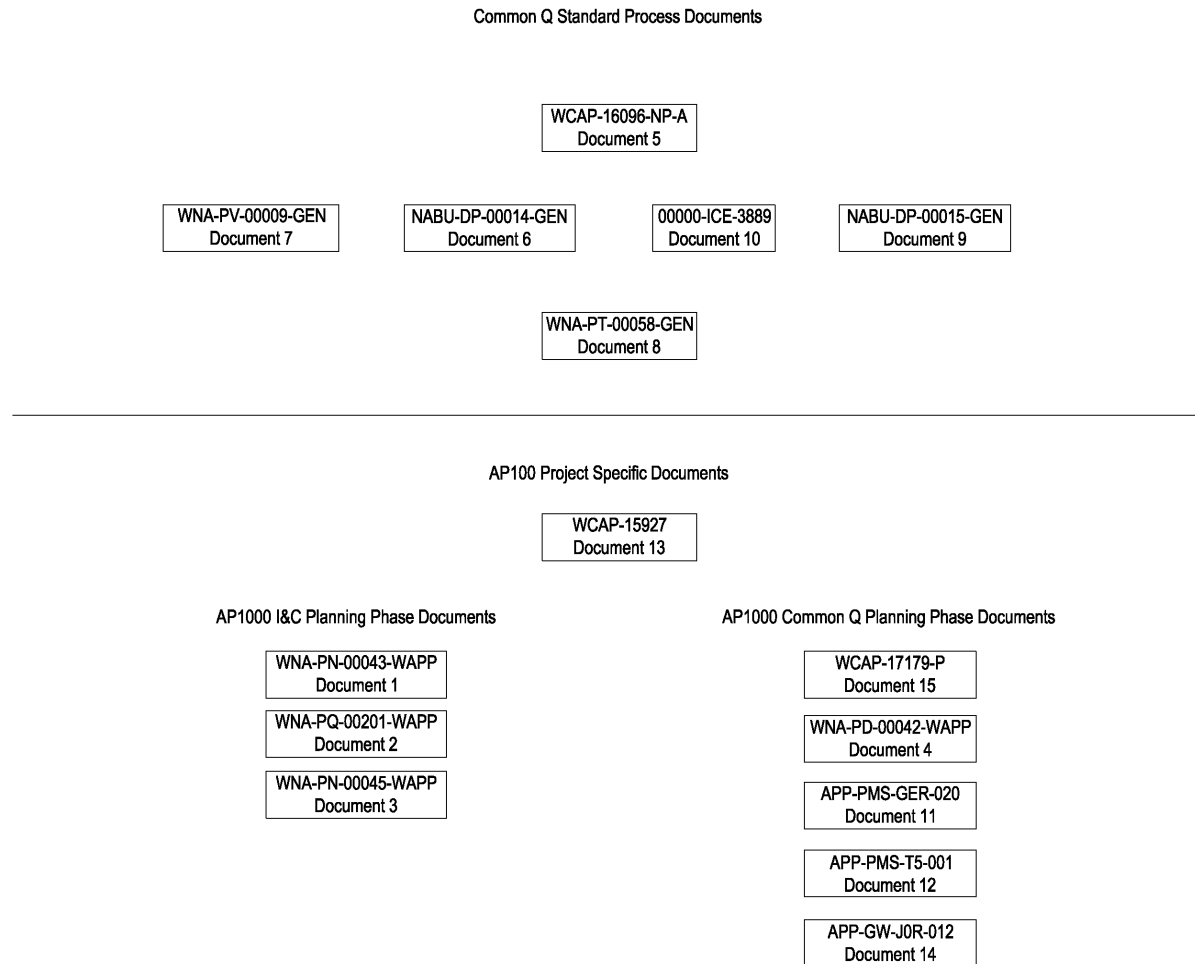 Common Q Standard Process Documents
WCAP-16096-NP-A
Document 5
WNA-PV-00009-GEN
Document 7
NABU-DP-00014-GEN
Document 6
00000-ICE-3889
Document 10
NABU-DP-00015-GEN
Document 9
WNA-PT-00058-GEN
Document 8
AP100 Project Specific Documents
WCAP-15927
Document 13
AP1000 I&C Planning Phase Documents
WNA-PN-00043-WAPP
Document 1
WNA-PQ-00201-WAPP
Document 2
WNA-PN-00045-WAPP
Document 3
AP1000 Common Q Planning Phase Documents
WCAP-17179-P
Document 15
WNA-PD-00042-WAPP
Document 4
APP-PMS-GER-020
Document 11
APP-PMS-T5-001
Document 12
APP-GW-J0R-012
Document 14